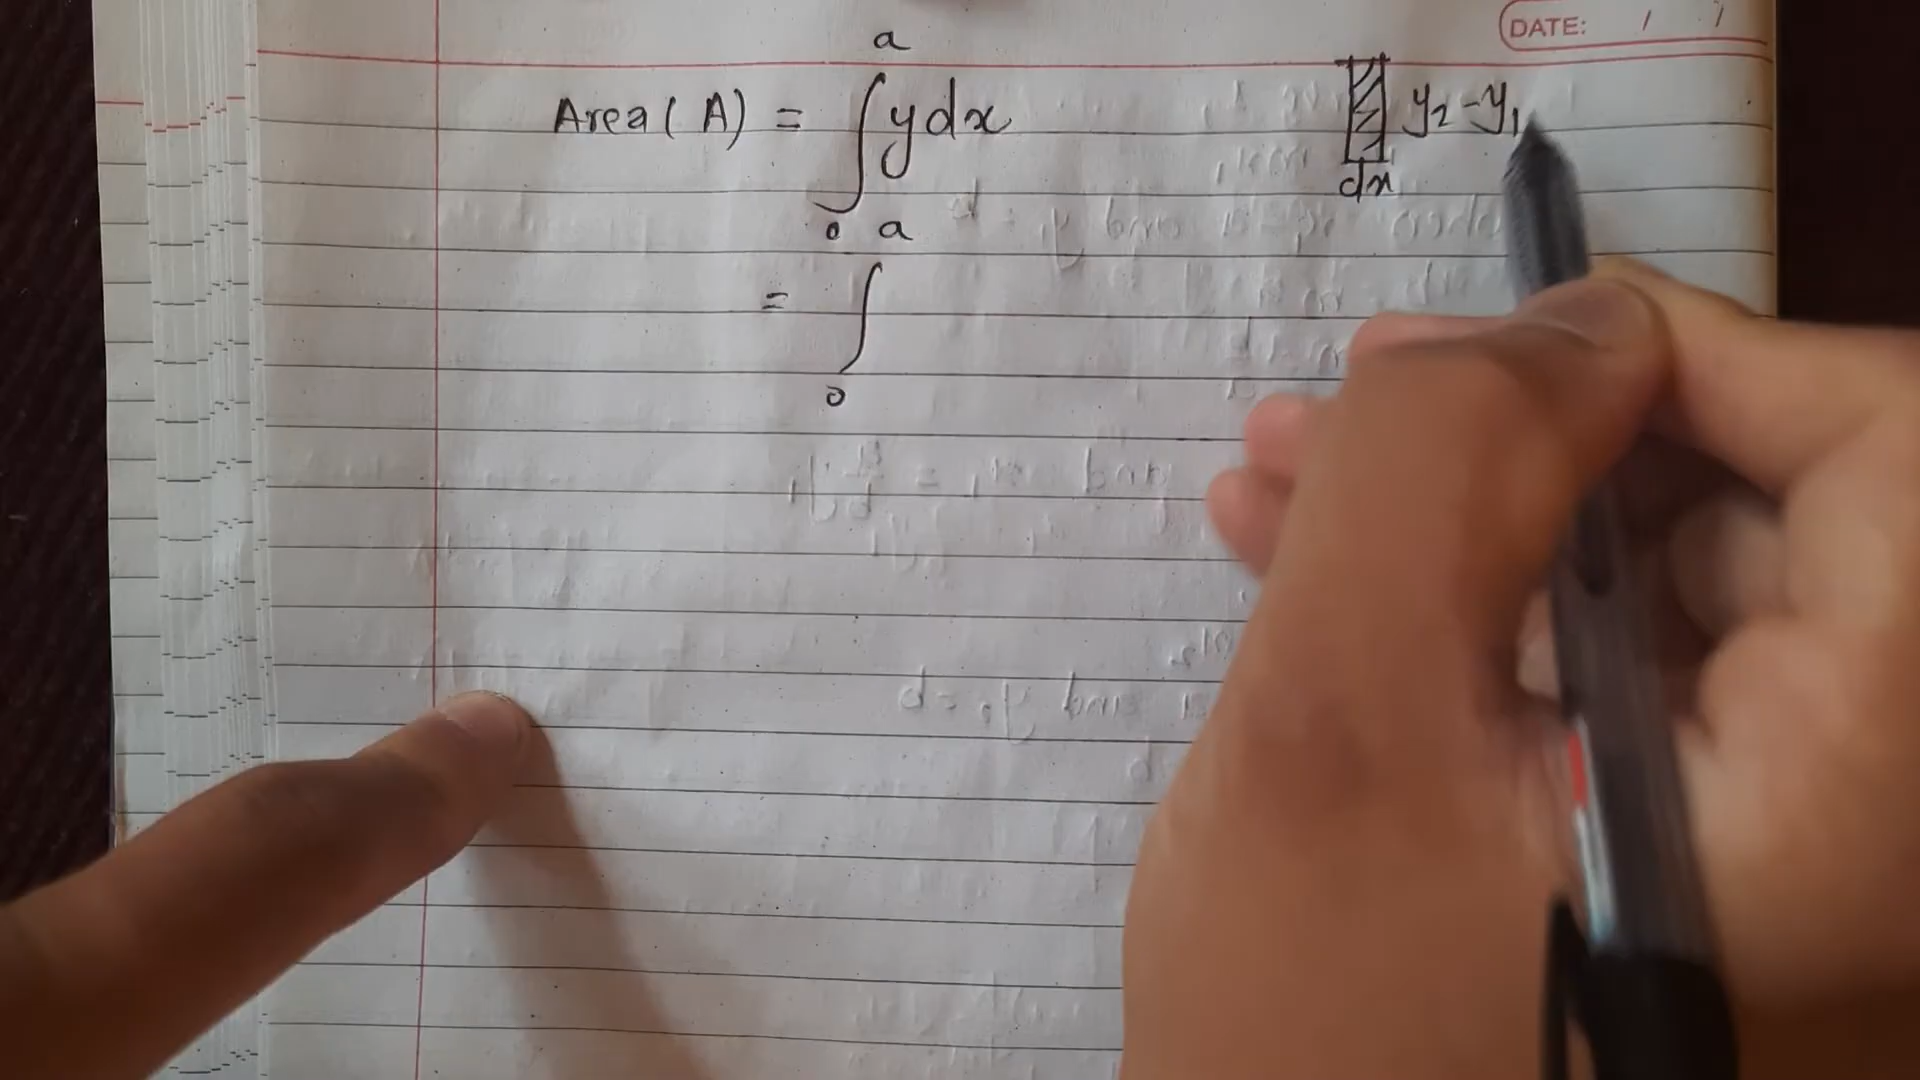 DATE: / /
a
Area (A) = ∫ y dx
0
y₂ - y₁
dx
a
= ∫
0